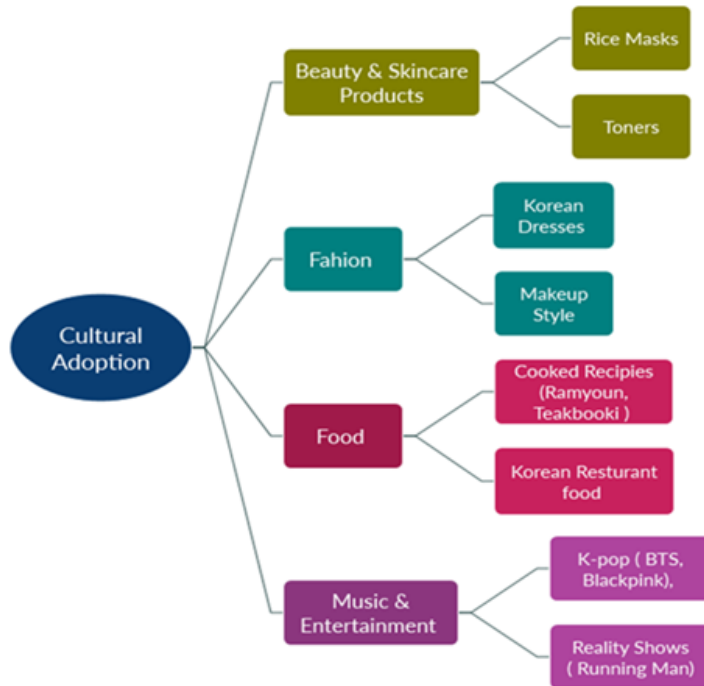 Cultural
Adoption
Beauty & Skincare
Products
Rice Masks
Toners
Fahion
Korean
Dresses
Makeup
Style
Food
Cooked Recipies
(Ramyoun,
Teakbooki )
Korean Resturant
food
Music &
Entertainment
K-pop ( BTS,
Blackpink),
Reality Shows
( Running Man)